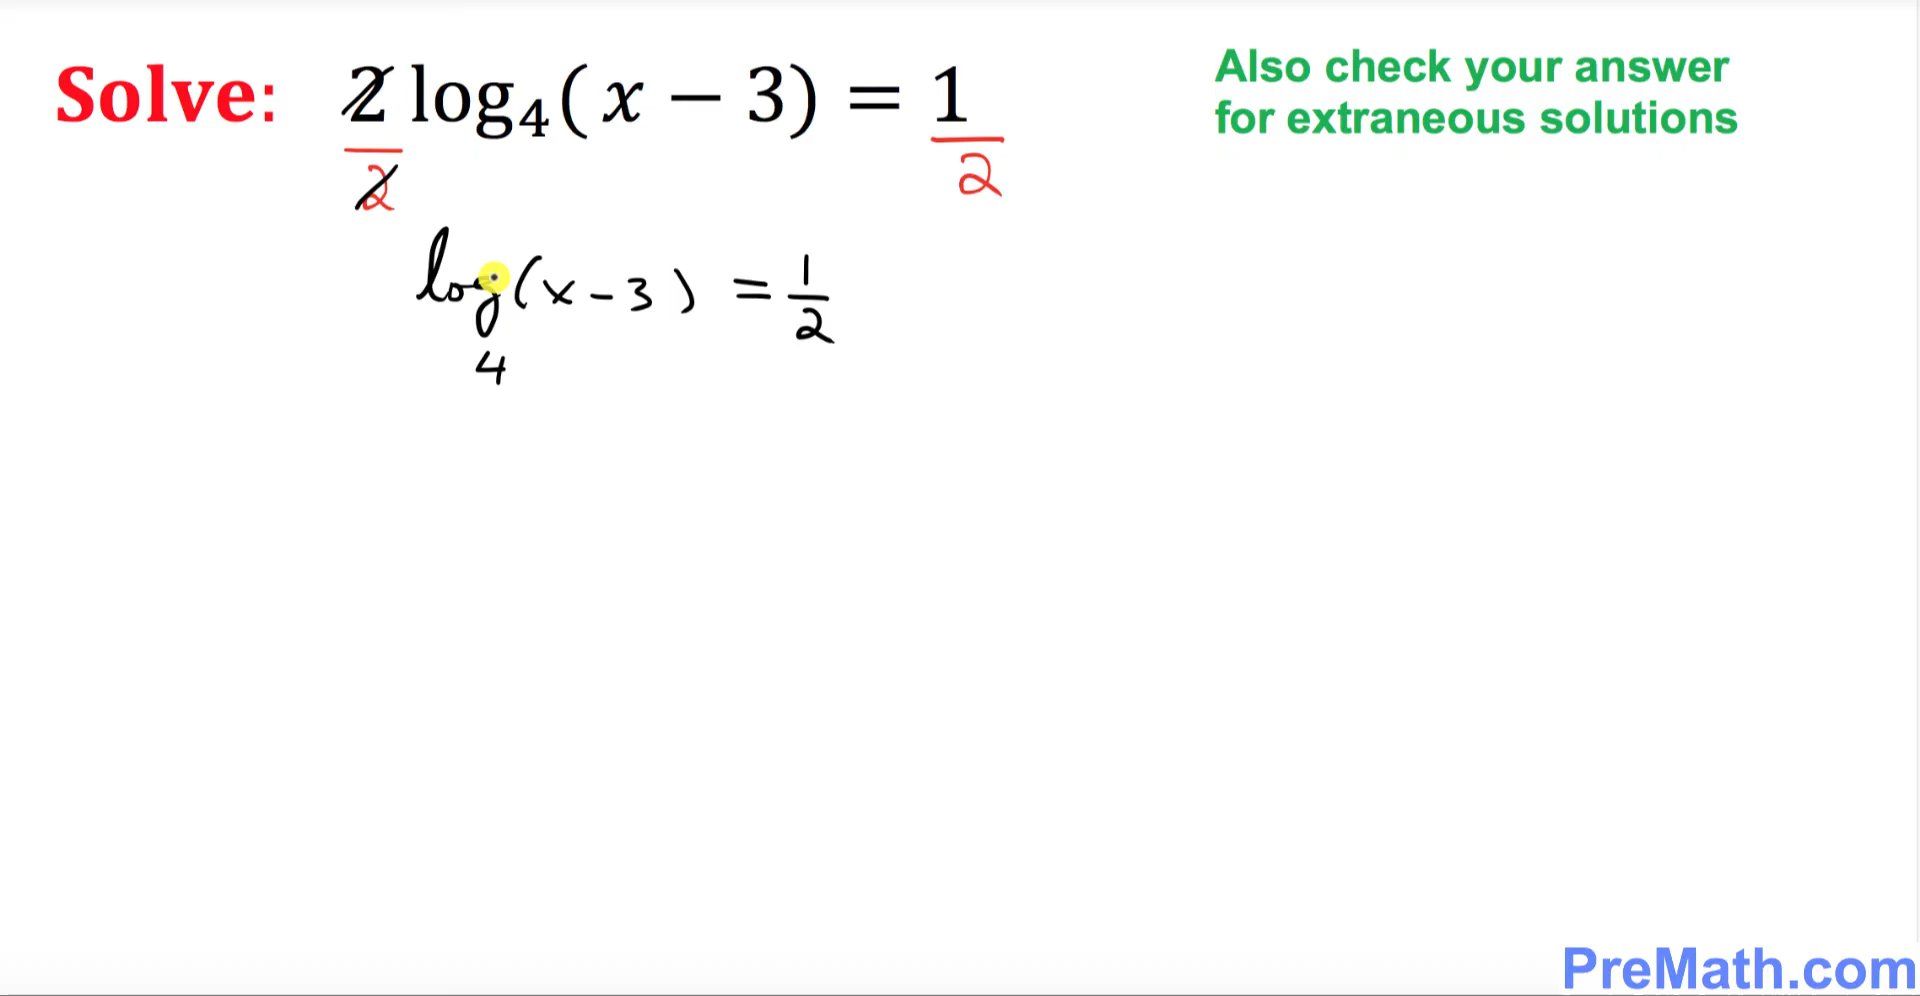 Solve: 2 log₄(x − 3) = 1
Also check your answer
for extraneous solutions
2 2
log₄(x − 3) = 1/2
PreMath.com